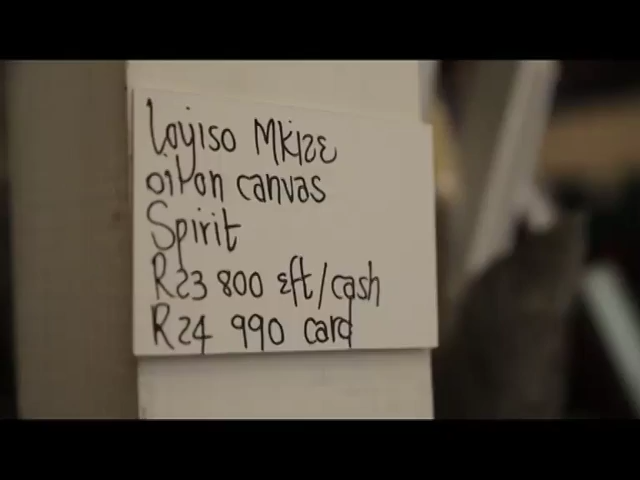 Loyiso Mkize
oil on canvas
Spirit
R23 800 eft/cash
R24 990 card